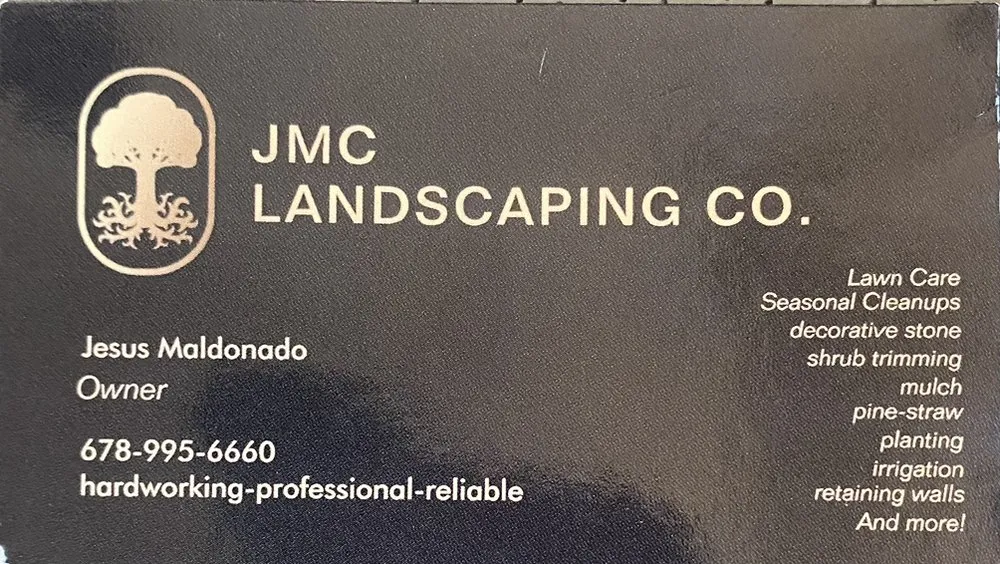 JMC
LANDSCAPING CO.
Jesus Maldonado
Owner
678-995-6660
hardworking-professional-reliable
Lawn Care
Seasonal Cleanups
decorative stone
shrub trimming
mulch
pine-straw
planting
irrigation
retaining walls
And more!